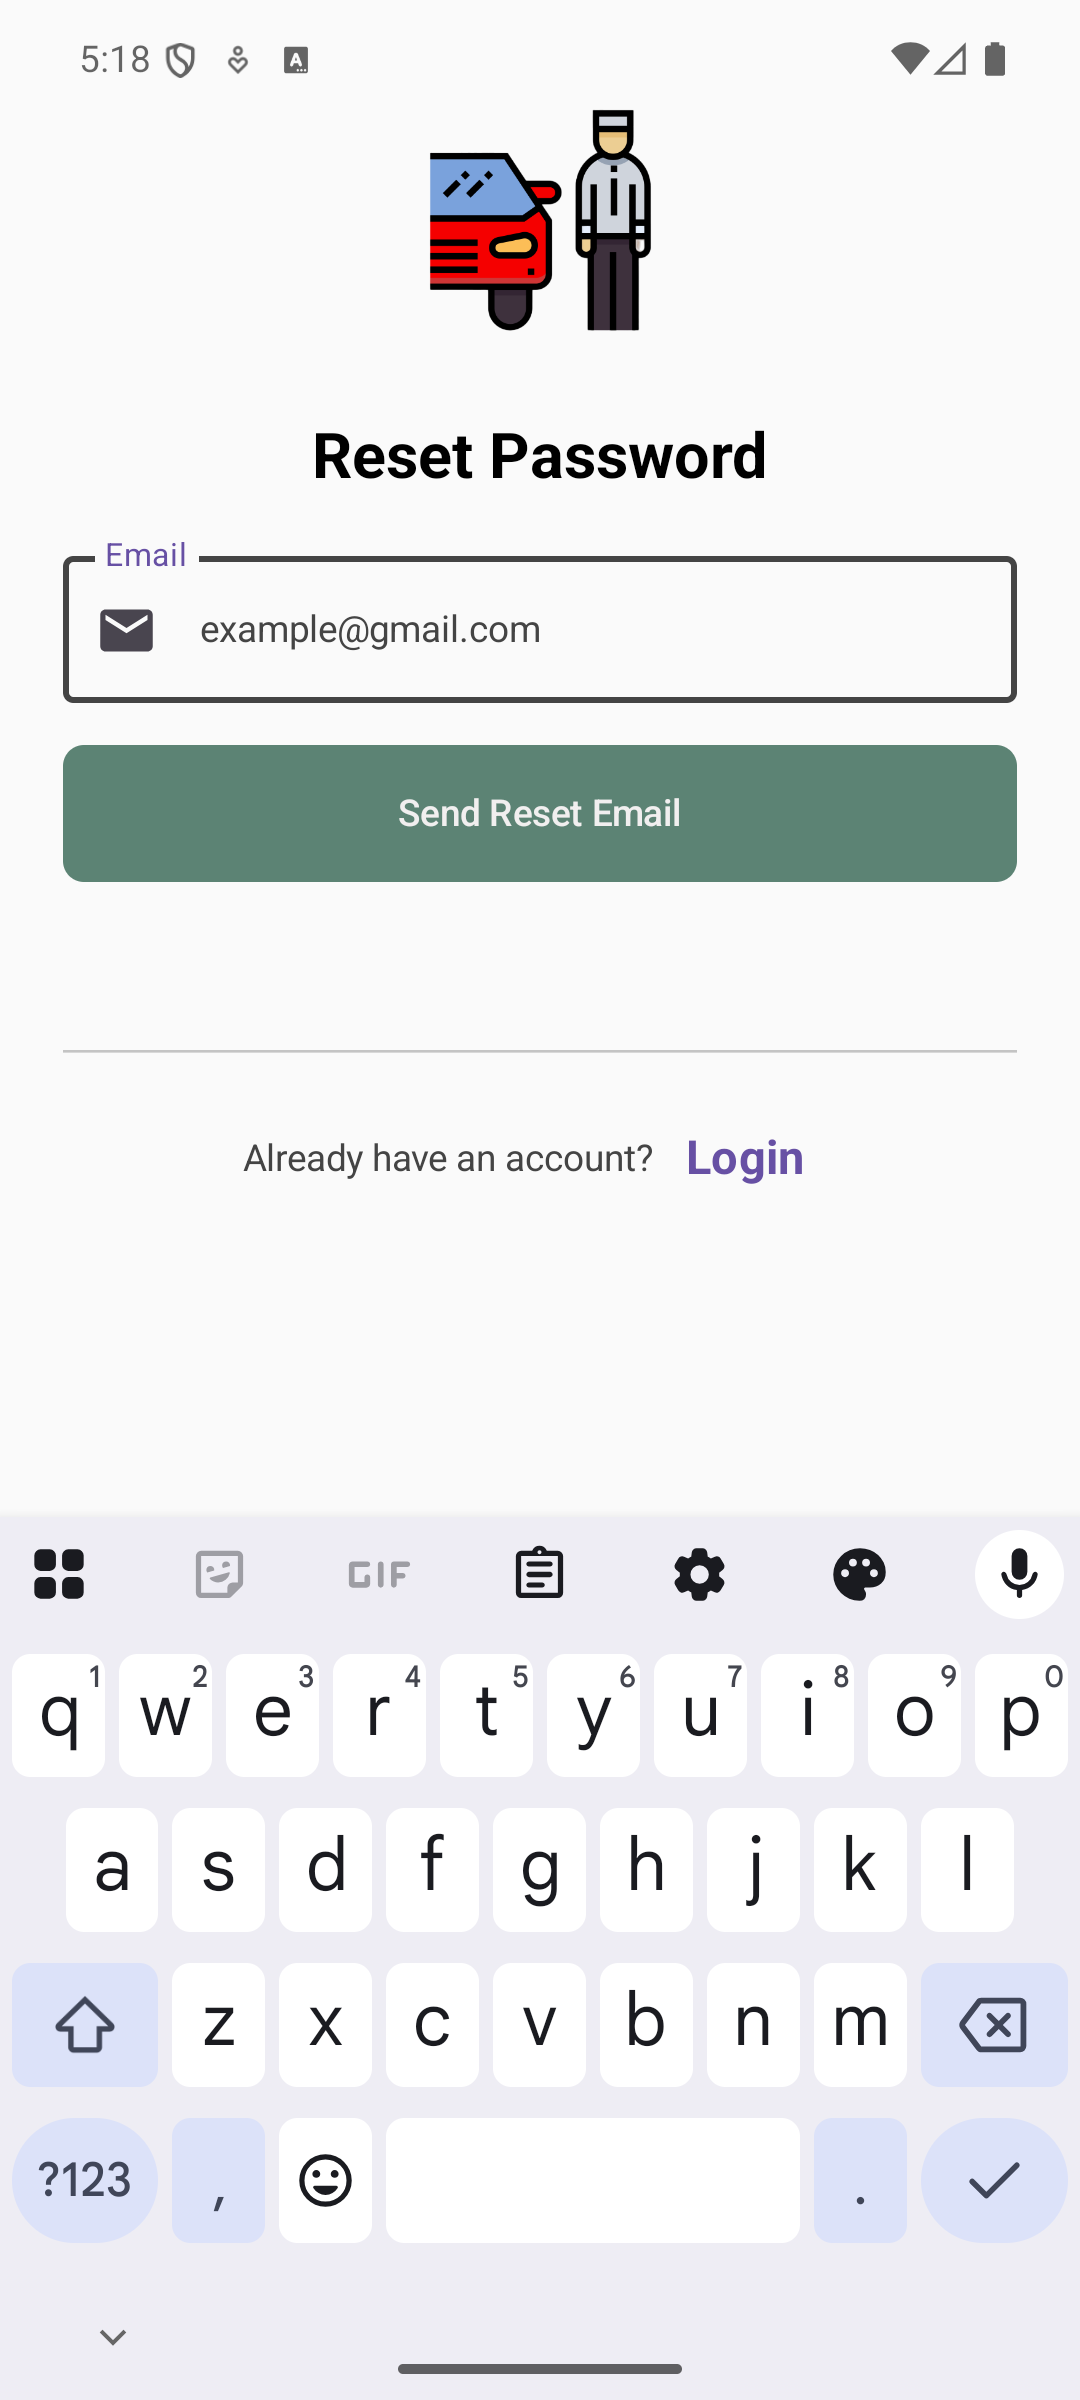 5:18
Reset Password
Email
example@gmail.com
Send Reset Email
Already have an account? Login
GIF
q1 w2 e3 r4 t5 y6 u7 i8 o9 p0
a s d f g h j k l
z x c v b n m
?123 , .